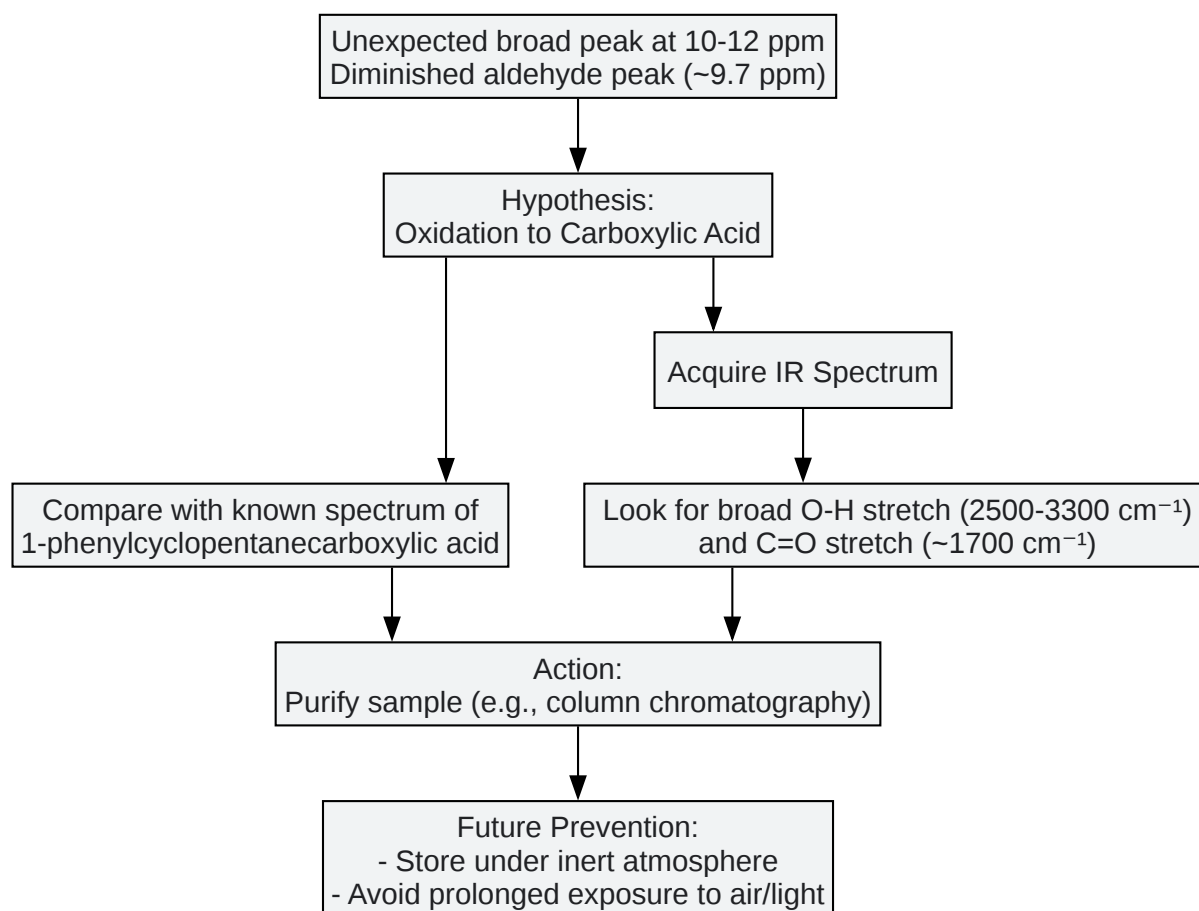 Unexpected broad peak at 10-12 ppm
Diminished aldehyde peak (~9.7 ppm)
Hypothesis:
Oxidation to Carboxylic Acid
Acquire IR Spectrum
Compare with known spectrum of
1-phenylcyclopentanecarboxylic acid
Look for broad O-H stretch (2500-3300 cm⁻¹)
and C=O stretch (~1700 cm⁻¹)
Action:
Purify sample (e.g., column chromatography)
Future Prevention:
- Store under inert atmosphere
- Avoid prolonged exposure to air/light